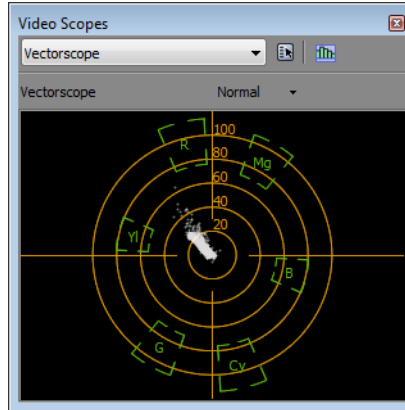 Video Scopes
Vectorscope
Vectorscope Normal
100
R
80
Mg
60
40
20
Yl
B
G
Cy